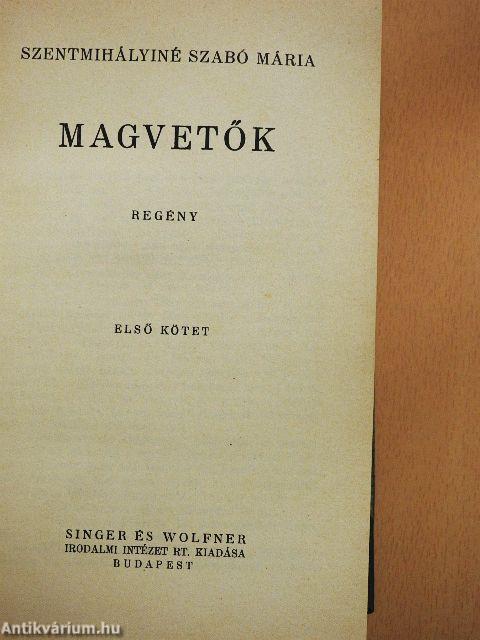 SZENTMIHÁLYINÉ SZABÓ MÁRIA
MAGVETŐK
REGÉNY
ELSŐ KÖTET
SINGER ÉS WOLFNER
IRODALMI INTÉZET RT. KIADÁSA
BUDAPEST
Antikvárium.hu